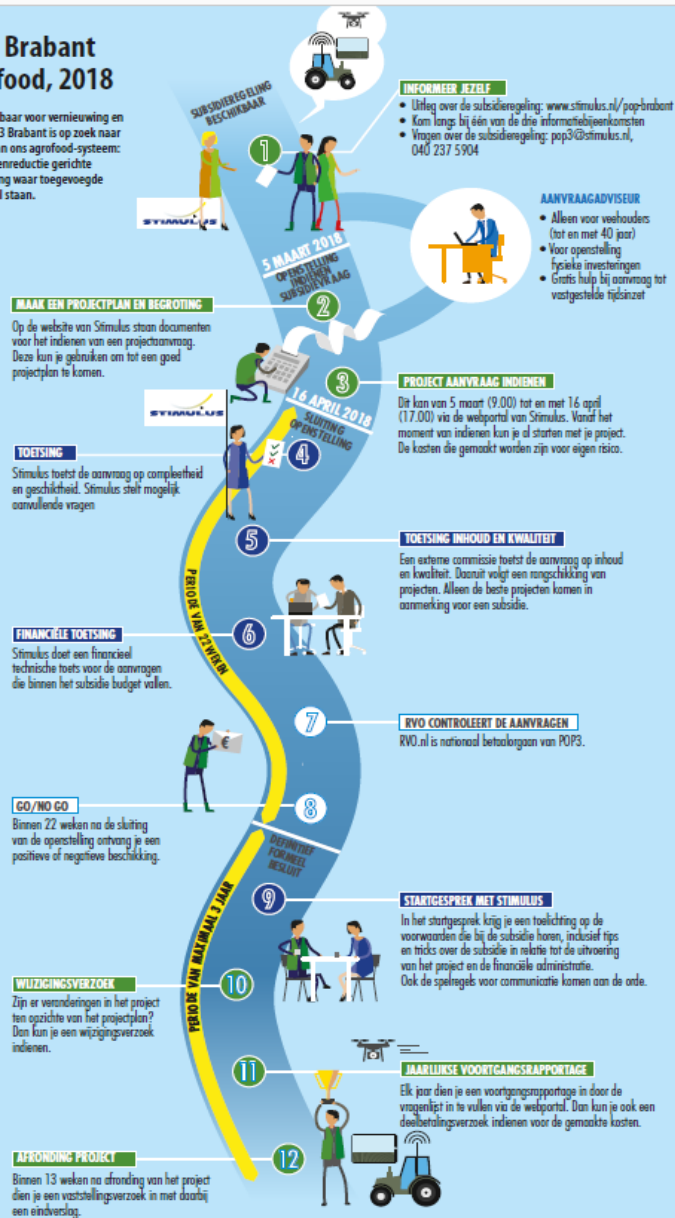 Brabant
food, 2018
baar voor vernieuwing en
3 Brabant is op zoek naar
an ons agrofood-systeem:
enreductie gerichte
ng waar toegevoegde
l staan.
SUBSIDIEREGELING
BESCHIKBAAR
STIMULUS
1
INFORMEER JEZELF
• Uitleg over de subsidieregeling: www.stimulus.nl/pop-brabant
• Kom langs bij één van de drie informatiebijeenkomsten
• Vragen over de subsidieregeling: pop3@stimulus.nl,
040 237 5904
AANVRAAGADVISEUR
• Alleen voor veehouders
(tot en met 40 jaar)
• Voor openstelling
fysieke investeringen
• Gratis hulp bij aanvraag tot
vastgestelde tijdsinzet
5 MAART 2018
OPENSTELLING
INDIENEN
SUBSIDIEVRAAG
2
MAAK EEN PROJECTPLAN EN BEGROTING
Op de website van Stimulus staan documenten
voor het indienen van een projectaanvraag.
Deze kun je gebruiken om tot een goed
projectplan te komen.
3
PROJECT AANVRAAG INDIENEN
Dit kan van 5 maart (9.00) tot en met 16 april
(17.00) via de webportal van Stimulus. Vanaf het
moment van indienen kun je al starten met je project.
De kosten die gemaakt worden zijn voor eigen risico.
16 APRIL 2018
SLUITING
OPENSTELLING
STIMULUS
4
TOETSING
Stimulus toetst de aanvraag op compleetheid
en geschiktheid. Stimulus stelt mogelijk
aanvullende vragen
5
TOETSING INHOUD EN KWALITEIT
Een externe commissie toetst de aanvraag op inhoud
en kwaliteit. Daaruit volgt een rangschikking van
projecten. Alleen de beste projecten komen in
aanmerking voor een subsidie.
PERIODE VAN 22 WEKEN
6
FINANCIËLE TOETSING
Stimulus doet een financieel
technische toets voor de aanvragen
die binnen het subsidie budget vallen.
7
RVO CONTROLEERT DE AANVRAGEN
RVO.nl is nationaal betaalorgaan van POP3.
€
8
GO/NO GO
Binnen 22 weken na de sluiting
van de openstelling ontvang je een
positieve of negatieve beschikking.
DEFINITIEF
FORMEEL
BESLUIT
9
STARTGESPREK MET STIMULUS
In het startgesprek krijg je een toelichting op de
voorwaarden die bij de subsidie horen, inclusief tips
en tricks over de subsidie in relatie tot de uitvoering
van het project en de financiële administratie.
Ook de spelregels voor communicatie komen aan de orde.
PERIODE VAN MAXIMAAL 3 JAAR
10
WIJZIGINGSVERZOEK
Zijn er veranderingen in het project
ten opzichte van het projectplan?
Dan kun je een wijzigingsverzoek
indienen.
11
JAARLIJKSE VOORTGANGSRAPPORTAGE
Elk jaar dien je een voortgangsrapportage in door de
vragenlijst in te vullen via de webportal. Dan kun je ook een
deelbetalingsverzoek indienen voor de gemaakte kosten.
12
AFRONDING PROJECT
Binnen 13 weken na afronding van het project
dien je een vaststellingsverzoek in met daarbij
een eindverslag.